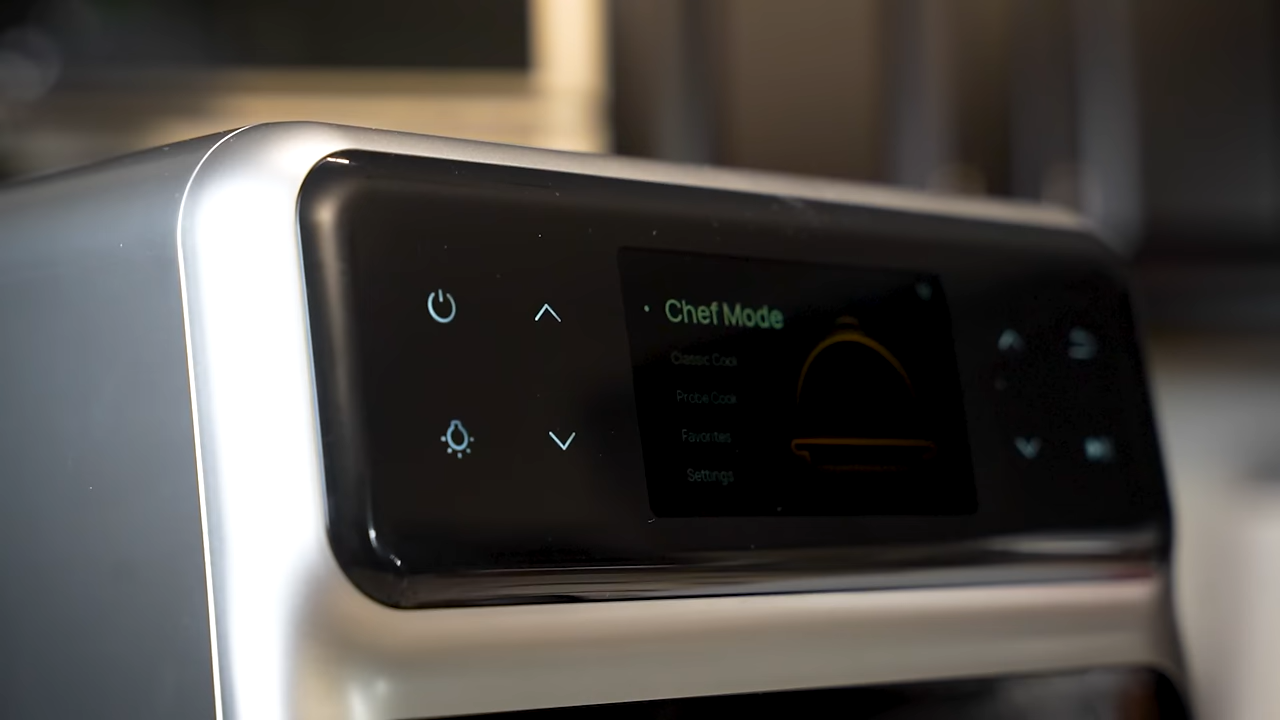 Chef Mode
Classic Cook
Probe Cook
Favorites
Settings